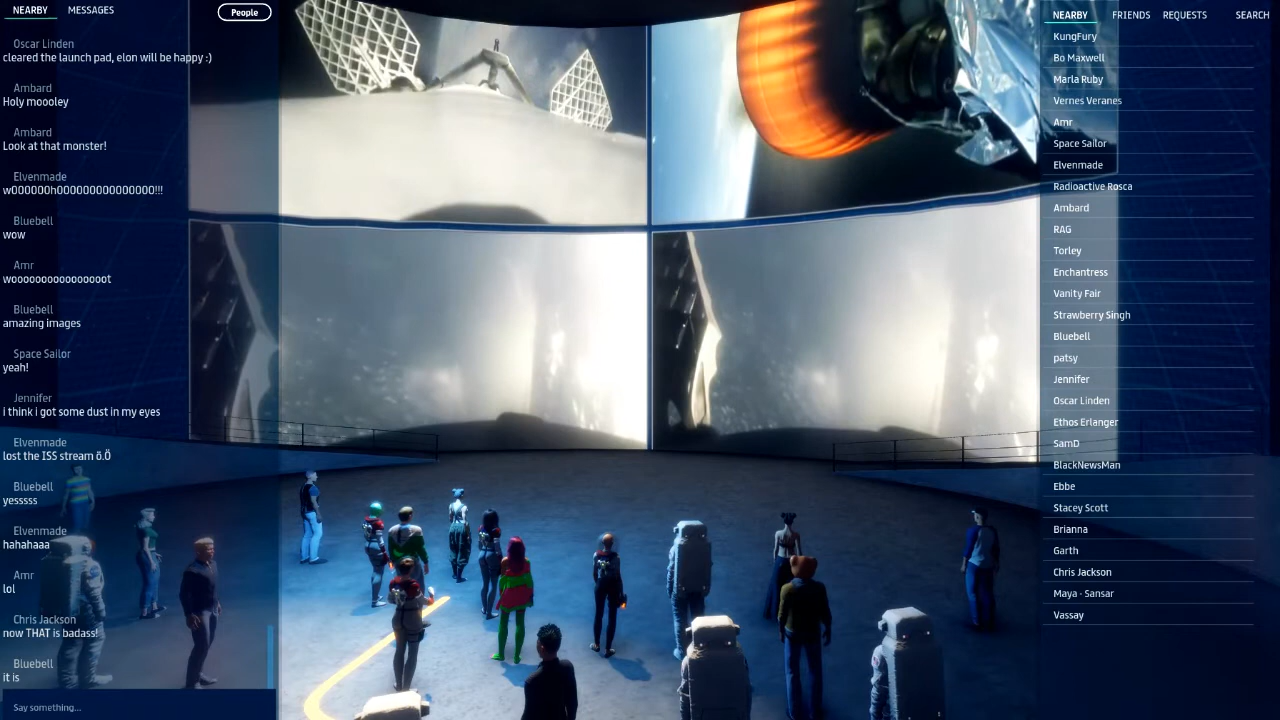 NEARBY MESSAGES People
Oscar Linden
cleared the launch pad, elon will be happy :)
Ambard
Holy moooley
Ambard
Look at that monster!
Elvenmade
w000000h000000000000000!!!
Bluebell
wow
Amr
wooooooooooooooot
Bluebell
amazing images
Space Sailor
yeah!
Jennifer
i think i got some dust in my eyes
Elvenmade
lost the ISS stream õ.Ö
Bluebell
yesssss
Elvenmade
hahahaaa
Amr
lol
Chris Jackson
now THAT is badass!
Bluebell
it is
Say something...
NEARBY FRIENDS REQUESTS SEARCH
KungFury
Bo Maxwell
Marla Ruby
Vernes Veranes
Amr
Space Sailor
Elvenmade
Radioactive Rosca
Ambard
RAG
Torley
Enchantress
Vanity Fair
Strawberry Singh
Bluebell
patsy
Jennifer
Oscar Linden
Ethos Erlanger
SamD
BlackNewsMan
Ebbe
Stacey Scott
Brianna
Garth
Chris Jackson
Maya - Sansar
Vassay